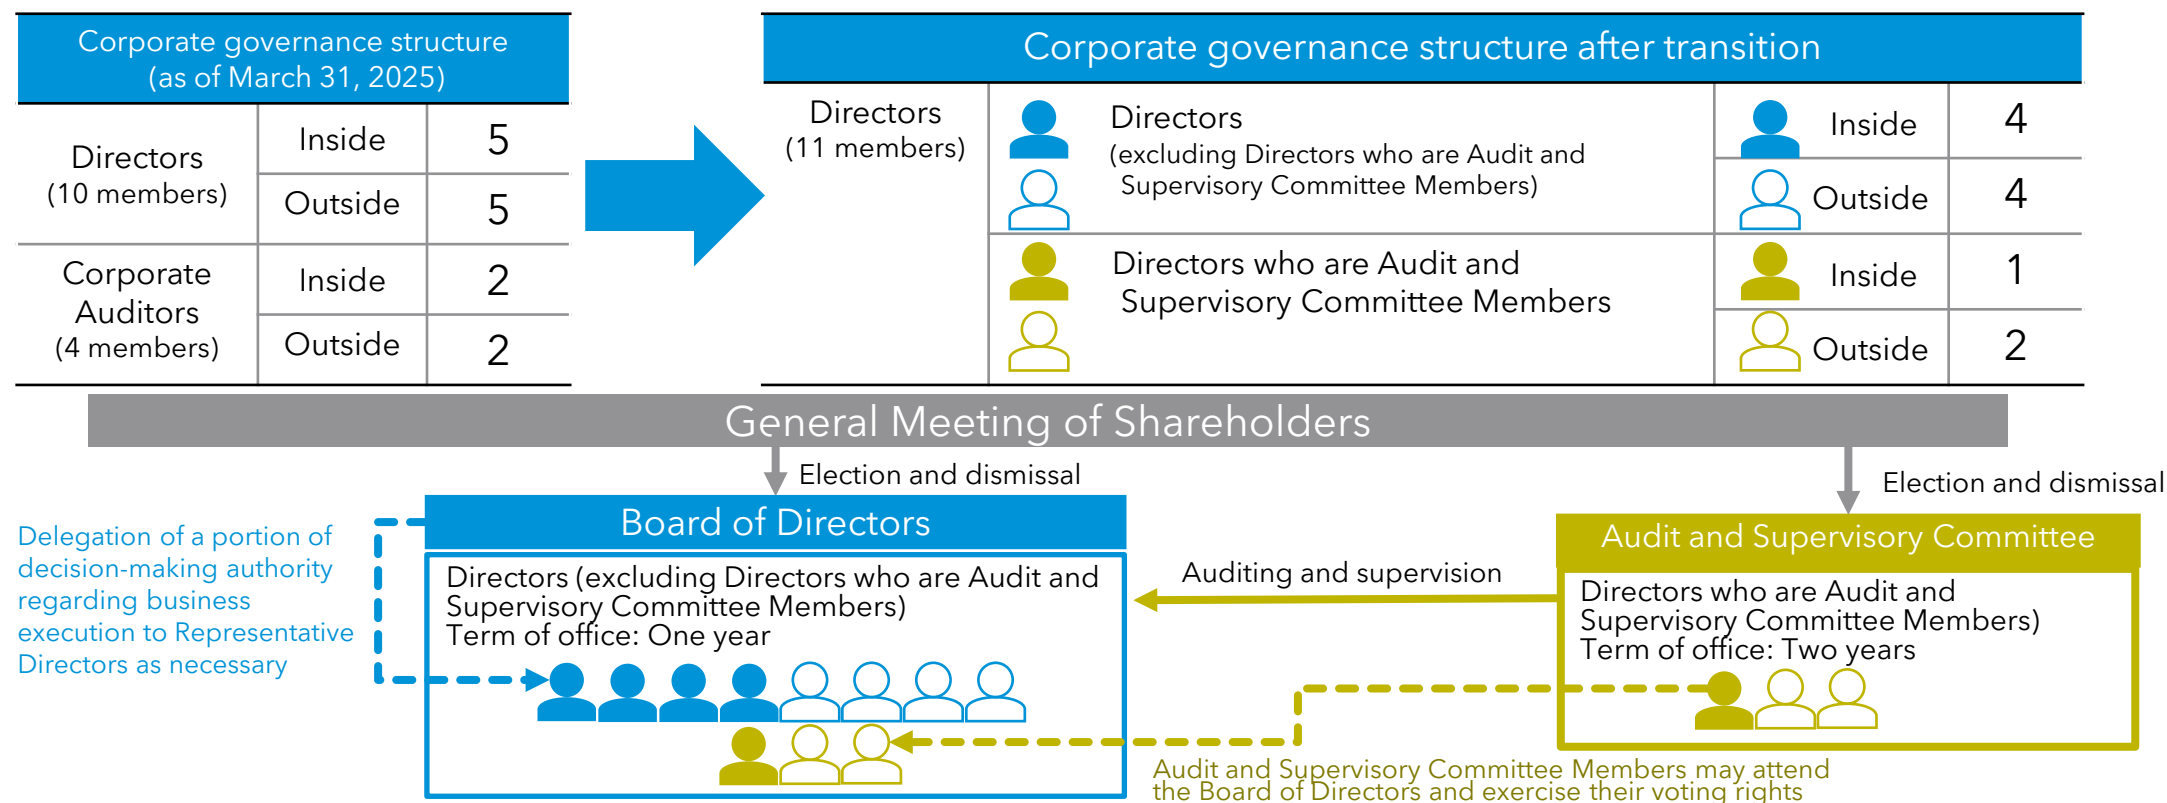 Corporate governance structure
(as of March 31, 2025)
Directors
(10 members)
Inside
5
Outside
5
Corporate
Auditors
(4 members)
Inside
2
Outside
2
Corporate governance structure after transition
Directors
(11 members)
Directors
(excluding Directors who are Audit and
Supervisory Committee Members)
Inside
4
Outside
4
Directors who are Audit and
Supervisory Committee Members
Inside
1
Outside
2
General Meeting of Shareholders
Election and dismissal
Election and dismissal
Delegation of a portion of
decision-making authority
regarding business
execution to Representative
Directors as necessary
Board of Directors
Directors (excluding Directors who are Audit and
Supervisory Committee Members)
Term of office: One year
Auditing and supervision
Audit and Supervisory Committee
Directors who are Audit and
Supervisory Committee Members)
Term of office: Two years
Audit and Supervisory Committee Members may attend
the Board of Directors and exercise their voting rights